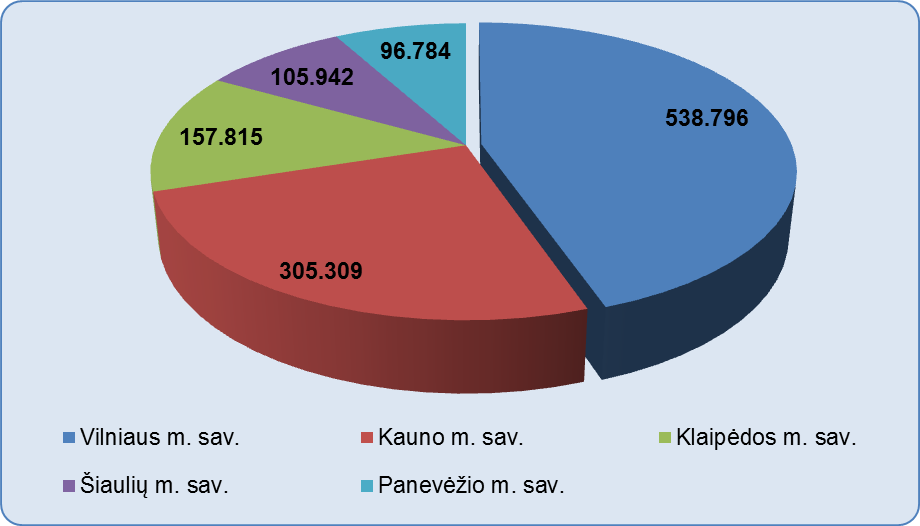 96.784
105.942
538.796
157.815
305.309
Vilniaus m. sav. Kauno m. sav. Klaipėdos m. sav.
Šiaulių m. sav. Panevėžio m. sav.